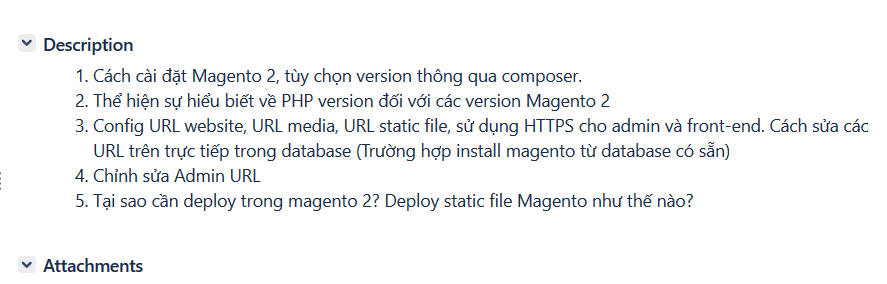 Description
1. Cách cài đặt Magento 2, tùy chọn version thông qua composer.
2. Thể hiện sự hiểu biết về PHP version đối với các version Magento 2
3. Config URL website, URL media, URL static file, sử dụng HTTPS cho admin và front-end. Cách sửa các
URL trên trực tiếp trong database (Trường hợp install magento từ database có sẵn)
4. Chỉnh sửa Admin URL
5. Tại sao cần deploy trong magento 2? Deploy static file Magento như thế nào?
Attachments